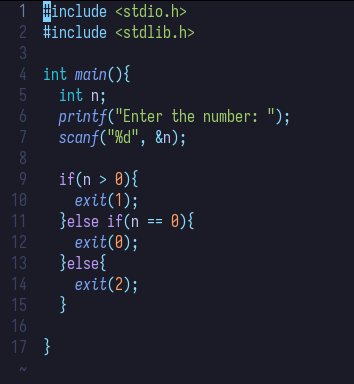 1 #include <stdio.h>
2 #include <stdlib.h>
3
4 int main(){
5   int n;
6   printf("Enter the number: ");
7   scanf("%d", &n);
8
9   if(n > 0){
10     exit(1);
11   }else if(n == 0){
12     exit(0);
13   }else{
14     exit(2);
15   }
16
17 }
~